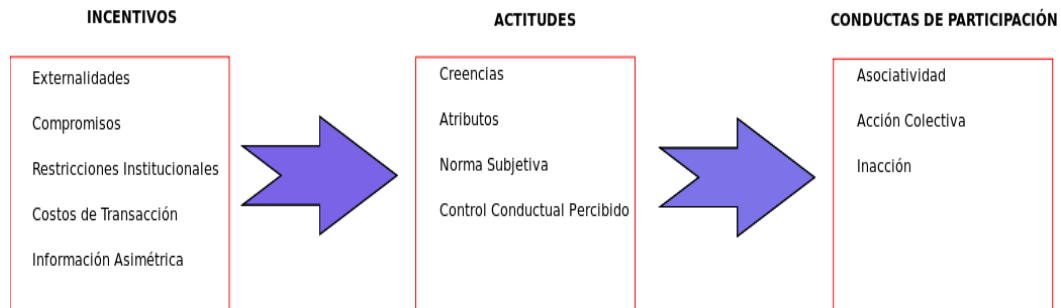 INCENTIVOS
Externalidades
Compromisos
Restricciones Institucionales
Costos de Transacción
Información Asimétrica
ACTITUDES
Creencias
Atributos
Norma Subjetiva
Control Conductual Percibido
CONDUCTAS DE PARTICIPACIÓN
Asociatividad
Acción Colectiva
Inacción